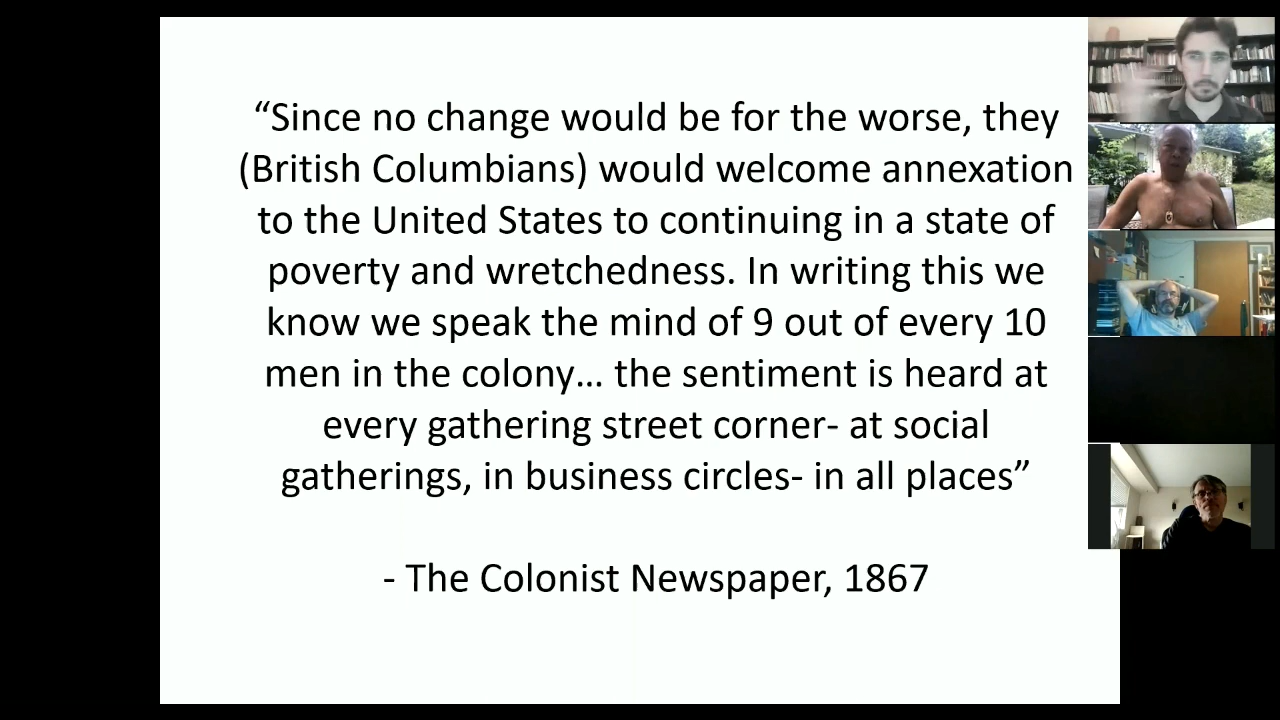 “Since no change would be for the worse, they
(British Columbians) would welcome annexation
to the United States to continuing in a state of
poverty and wretchedness. In writing this we
know we speak the mind of 9 out of every 10
men in the colony… the sentiment is heard at
every gathering street corner- at social
gatherings, in business circles- in all places”
- The Colonist Newspaper, 1867